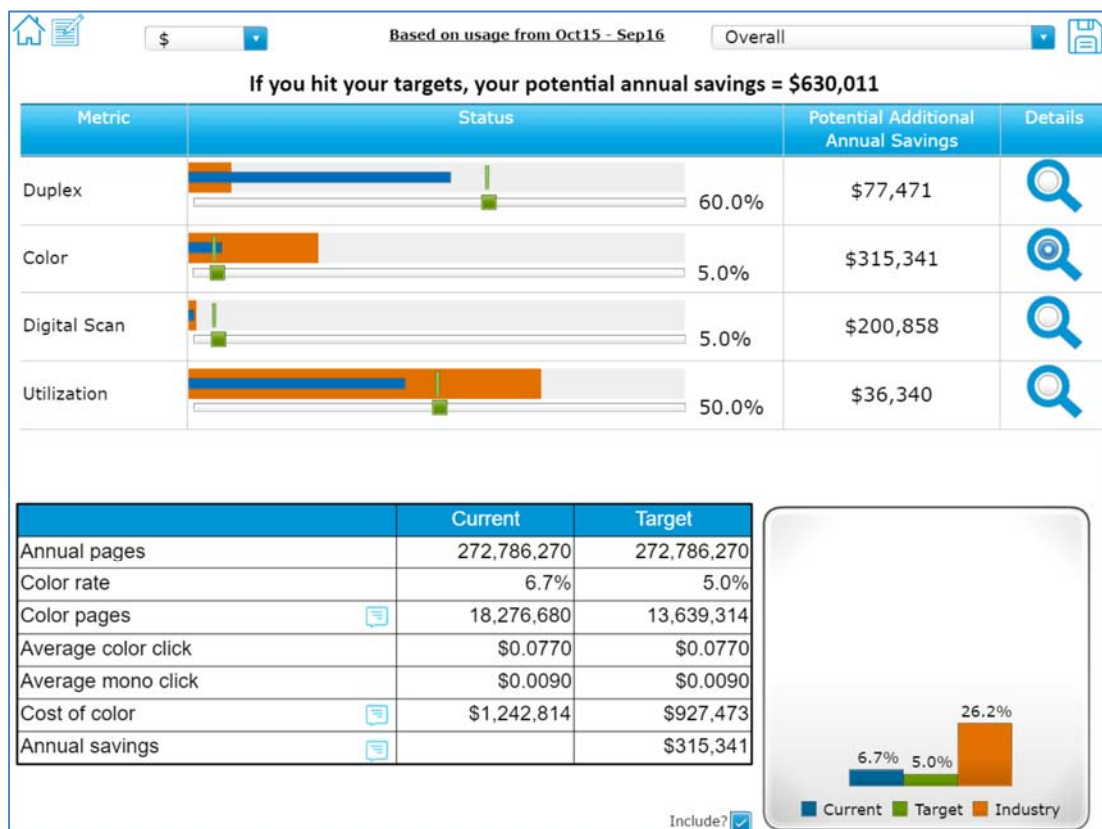 $ Based on usage from Oct15 - Sep16 Overall
If you hit your targets, your potential annual savings = $630,011
Metric Status Potential Additional Annual Savings Details
Duplex 60.0% $77,471
Color 5.0% $315,341
Digital Scan 5.0% $200,858
Utilization 50.0% $36,340
Current Target
Annual pages 272,786,270 272,786,270
Color rate 6.7% 5.0%
Color pages 18,276,680 13,639,314
Average color click $0.0770 $0.0770
Average mono click $0.0090 $0.0090
Cost of color $1,242,814 $927,473
Annual savings $315,341
Include?
6.7% 5.0% 26.2%
Current Target Industry